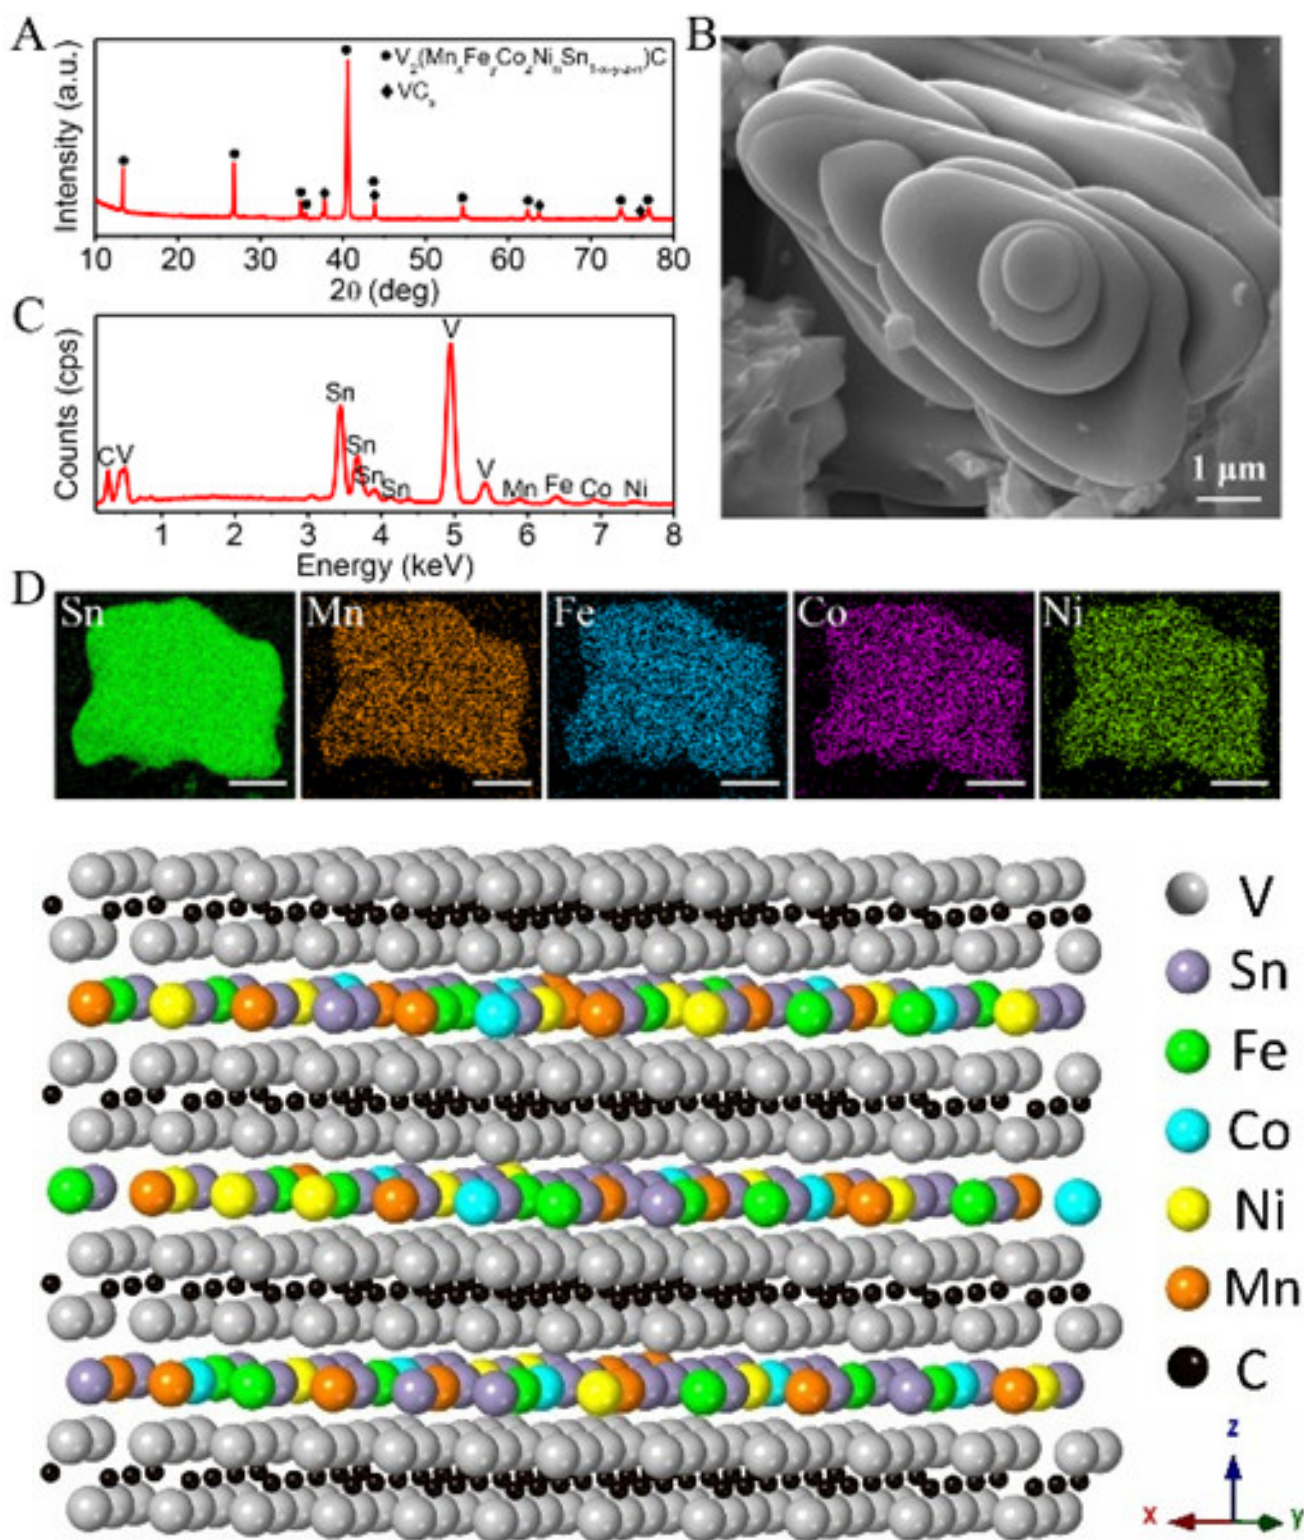 A
Intensity (a.u.)
V₂(MnₓFeᵧCo₂NiₙSn₁₋ₓ₋ᵧ₋₂₋ₙ)C
VCₓ
10 20 30 40 50 60 70 80
2θ (deg)
B
1 µm
C
Counts (cps)
C V Sn Sn Sn Sn V V Mn Fe Co Ni
1 2 3 4 5 6 7 8
Energy (keV)
D
Sn Mn Fe Co Ni
V
Sn
Fe
Co
Ni
Mn
C
z
x y